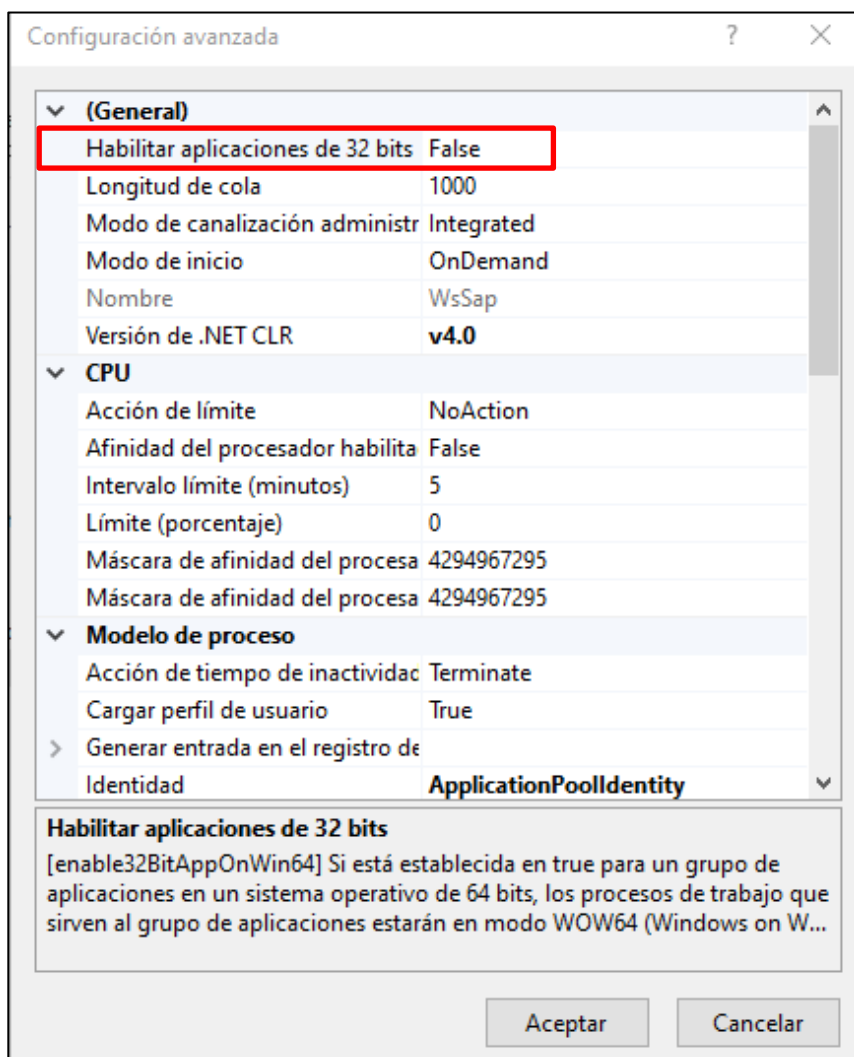 Configuración avanzada ?
(General)
Habilitar aplicaciones de 32 bits False
Longitud de cola 1000
Modo de canalización administr Integrated
Modo de inicio OnDemand
Nombre WsSap
Versión de .NET CLR v4.0
CPU
Acción de límite NoAction
Afinidad del procesador habilita False
Intervalo límite (minutos) 5
Límite (porcentaje) 0
Máscara de afinidad del procesa 4294967295
Máscara de afinidad del procesa 4294967295
Modelo de proceso
Acción de tiempo de inactividad Terminate
Cargar perfil de usuario True
Generar entrada en el registro de
Identidad ApplicationPoolIdentity
Habilitar aplicaciones de 32 bits
[enable32BitAppOnWin64] Si está establecida en true para un grupo de
aplicaciones en un sistema operativo de 64 bits, los procesos de trabajo que
sirven al grupo de aplicaciones estarán en modo WOW64 (Windows on W...
Aceptar Cancelar